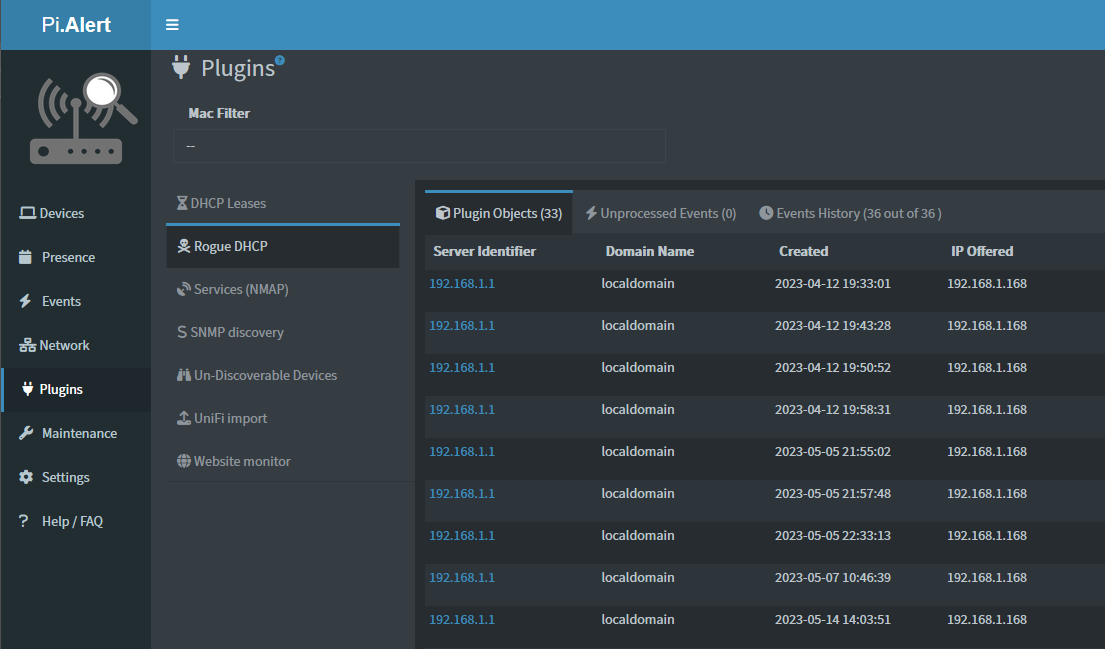 Pi.Alert
Plugins ?
Mac Filter
--
Devices
Presence
Events
Network
Plugins
Maintenance
Settings
? Help / FAQ
DHCP Leases
Rogue DHCP
Services (NMAP)
S SNMP discovery
Un-Discoverable Devices
UniFi import
Website monitor
Plugin Objects (33) Unprocessed Events (0) Events History (36 out of 36 )
Server Identifier Domain Name Created IP Offered
192.168.1.1 localdomain 2023-04-12 19:33:01 192.168.1.168
192.168.1.1 localdomain 2023-04-12 19:43:28 192.168.1.168
192.168.1.1 localdomain 2023-04-12 19:50:52 192.168.1.168
192.168.1.1 localdomain 2023-04-12 19:58:31 192.168.1.168
192.168.1.1 localdomain 2023-05-05 21:55:02 192.168.1.168
192.168.1.1 localdomain 2023-05-05 21:57:48 192.168.1.168
192.168.1.1 localdomain 2023-05-05 22:33:13 192.168.1.168
192.168.1.1 localdomain 2023-05-07 10:46:39 192.168.1.168
192.168.1.1 localdomain 2023-05-14 14:03:51 192.168.1.168